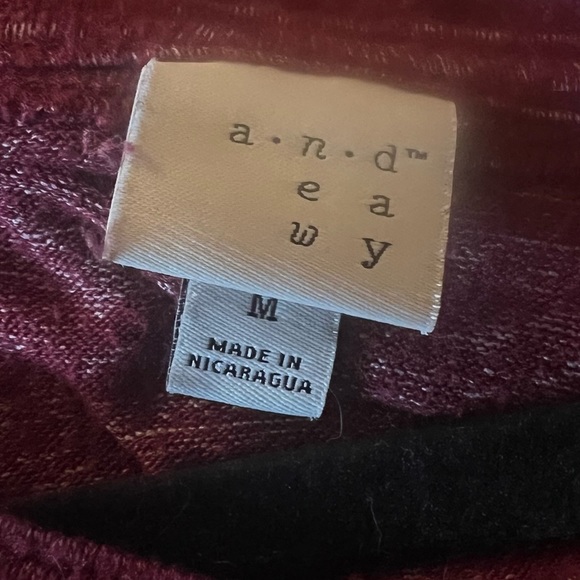 a·n·d™
e a
w y
M
MADE IN
NICARAGUA